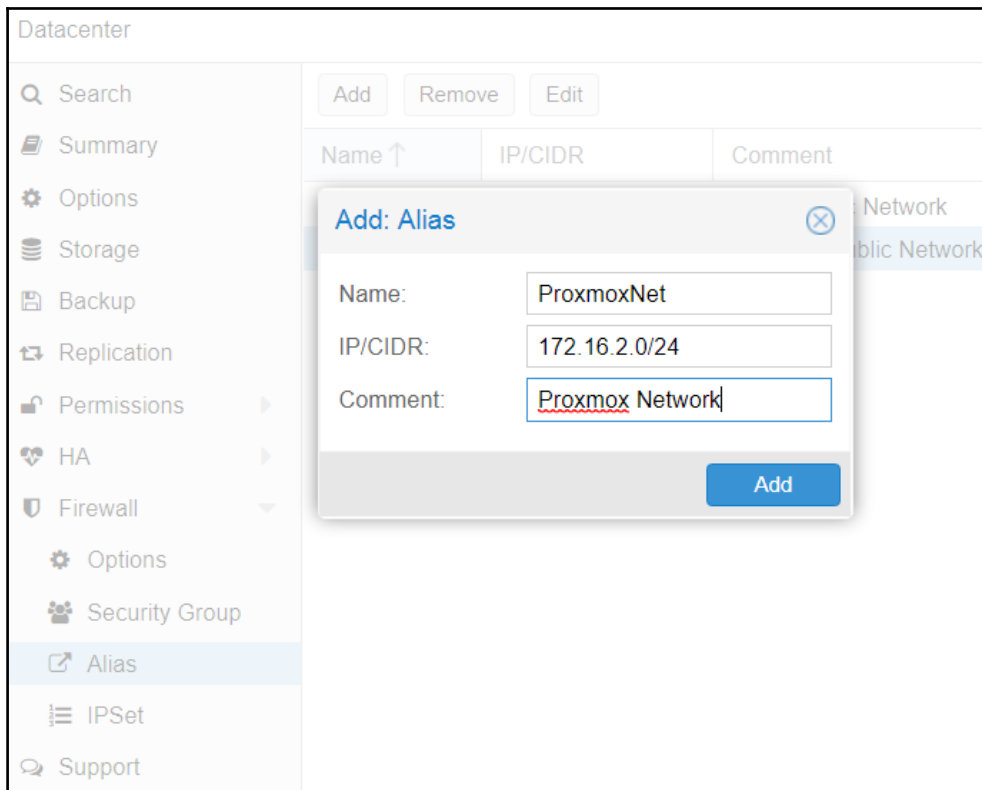 Datacenter
Search
Summary
Options
Storage
Backup
Replication
Permissions
HA
Firewall
Options
Security Group
Alias
IPSet
Support
Add Remove Edit
Name IP/CIDR Comment
Network
Network
Add: Alias
Name: ProxmoxNet
IP/CIDR: 172.16.2.0/24
Comment: Proxmox Network
Add